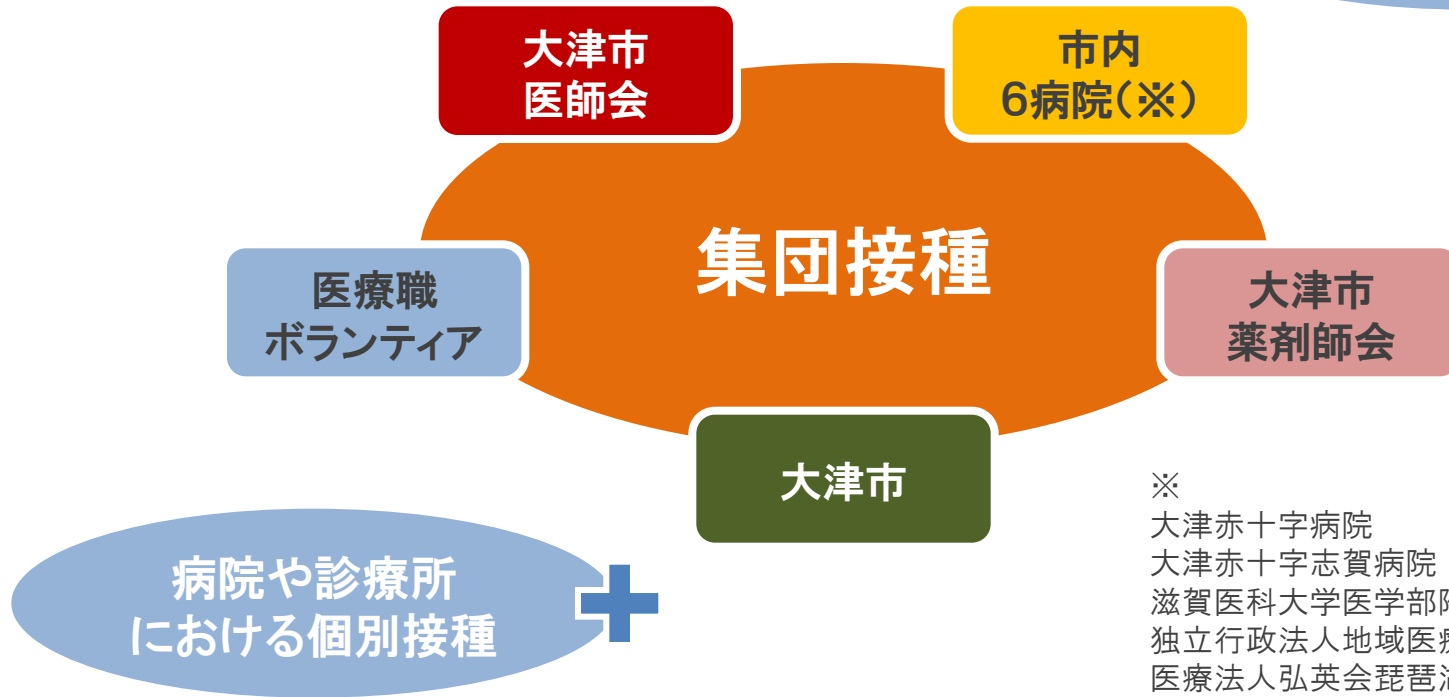 大津市
医師会
市内
6病院(※)
集団接種
医療職
ボランティア
大津市
薬剤師会
大津市
病院や診療所
における個別接種
※
大津赤十字病院
大津赤十字志賀病院
滋賀医科大学医学部
独立行政法人地域医
医療法人弘英会琵琶